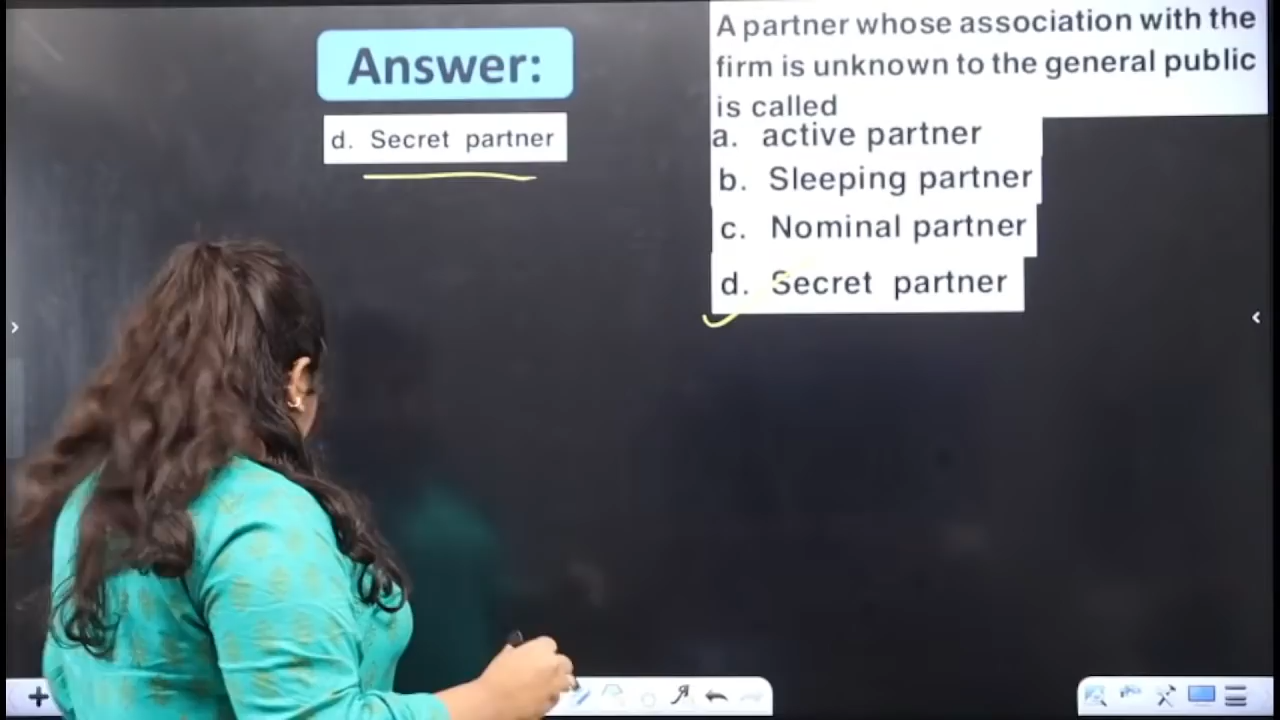 Answer:
d. Secret partner
A partner whose association with the
firm is unknown to the general public
is called
a. active partner
b. Sleeping partner
c. Nominal partner
d. Secret partner